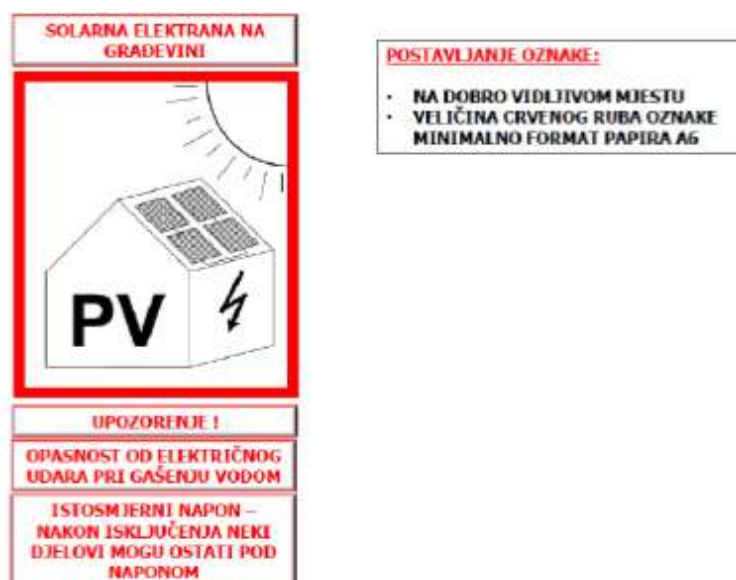 SOLARNA ELEKTRANA NA
GRAĐEVINI
POSTAVLJANJE OZNAKE:
• NA DOBRO VIDLJIVOM MJESTU
• VELIČINA CRVENOG RUBA OZNAKE
MINIMALNO FORMAT PAPIRA A6
PV
UPOZORENJE !
OPASNOST OD ELEKTRIČNOG
UDARA PRI GAŠENJU VODOM
ISTOSMJERNI NAPON –
NAKON ISKLJUČENJA NEKI
DJELOVI MOGU OSTATI POD
NAPONOM